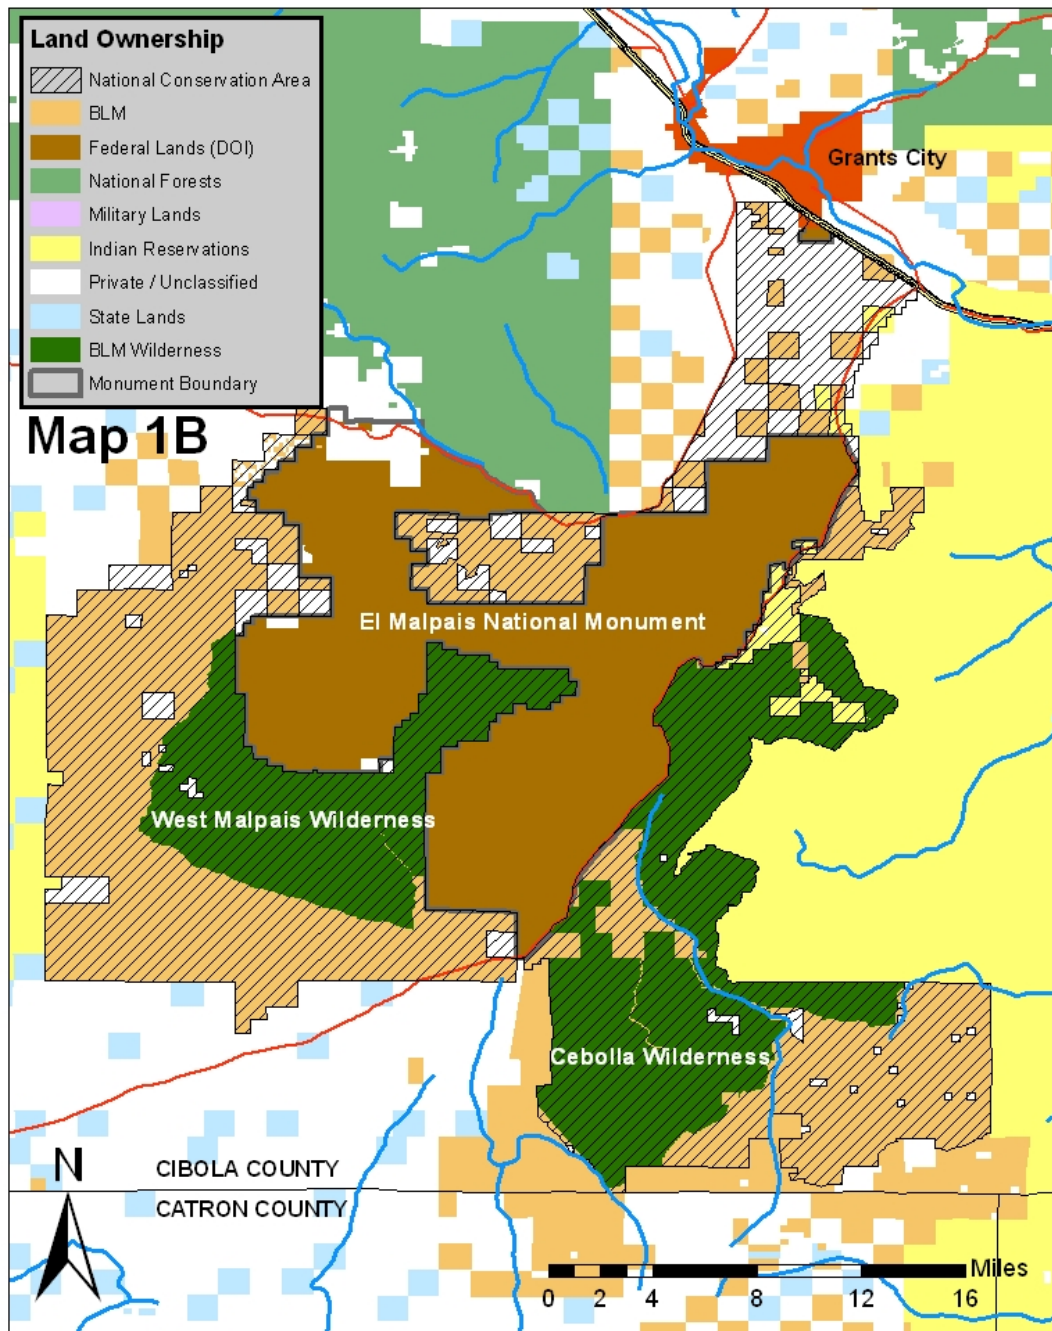 Land Ownership
National Conservation Area
BLM
Federal Lands (DOI)
National Forests
Military Lands
Indian Reservations
Private / Unclassified
State Lands
BLM Wilderness
Monument Boundary
Map 1B
Grants City
El Malpais National Monument
West Malpais Wilderness
Cebolla Wilderness
N
CIBOLA COUNTY
CATRON COUNTY
Miles
0 2 4 8 12 16